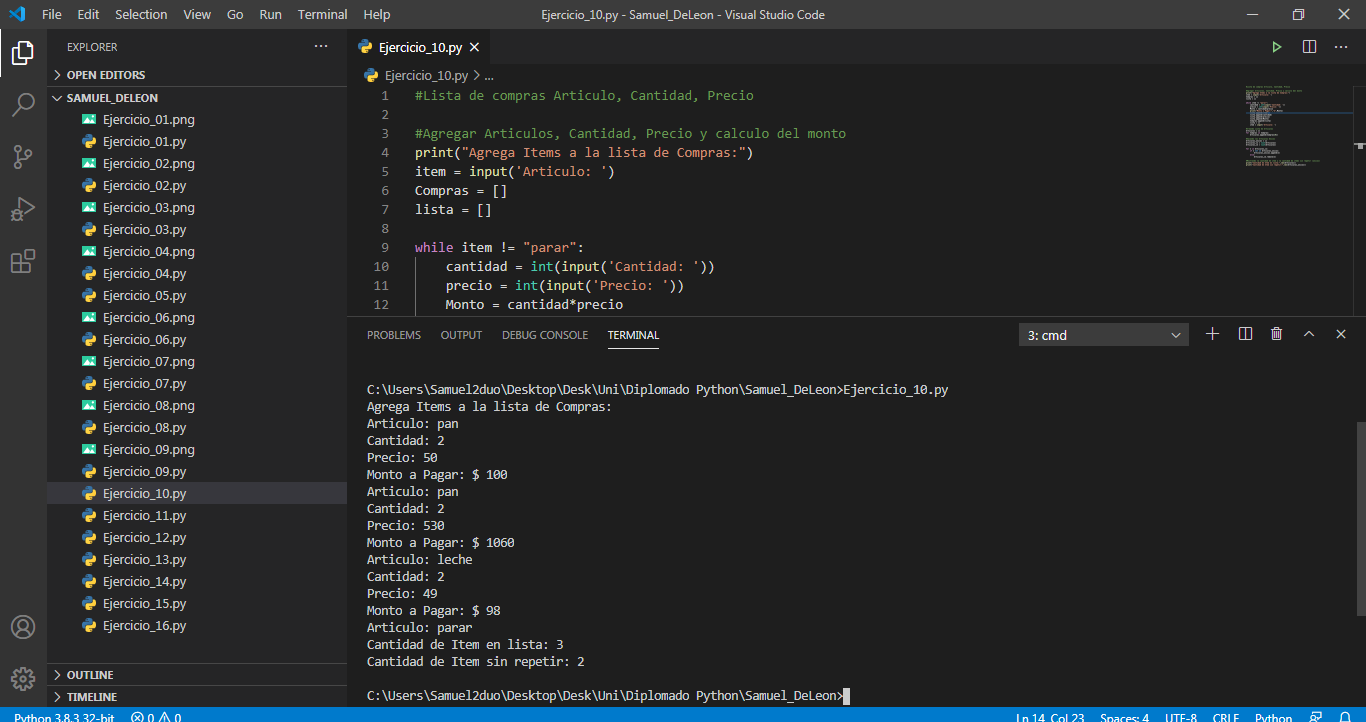 File Edit Selection View Go Run Terminal Help Ejercicio_10.py - Samuel_DeLeon - Visual Studio Code
EXPLORER ...
OPEN EDITORS
SAMUEL_DELEON
Ejercicio_01.png
Ejercicio_01.py
Ejercicio_02.png
Ejercicio_02.py
Ejercicio_03.png
Ejercicio_03.py
Ejercicio_04.png
Ejercicio_04.py
Ejercicio_05.py
Ejercicio_06.png
Ejercicio_06.py
Ejercicio_07.png
Ejercicio_07.py
Ejercicio_08.png
Ejercicio_08.py
Ejercicio_09.png
Ejercicio_09.py
Ejercicio_10.py
Ejercicio_11.py
Ejercicio_12.py
Ejercicio_13.py
Ejercicio_14.py
Ejercicio_15.py
Ejercicio_16.py
OUTLINE
TIMELINE
Ejercicio_10.py
Ejercicio_10.py > ...
1 #Lista de compras Articulo, Cantidad, Precio
2
3 #Agregar Articulos, Cantidad, Precio y calculo del monto
4 print("Agrega Items a la lista de Compras:")
5 item = input('Articulo: ')
6 Compras = []
7 lista = []
8
9 while item != "parar":
10 cantidad = int(input('Cantidad: '))
11 precio = int(input('Precio: '))
12 Monto = cantidad*precio
PROBLEMS OUTPUT DEBUG CONSOLE TERMINAL 3: cmd
C:\Users\Samuel2duo\Desktop\Desk\Uni\Diplomado Python\Samuel_DeLeon>Ejercicio_10.py
Agrega Items a la lista de Compras:
Articulo: pan
Cantidad: 2
Precio: 50
Monto a Pagar: $ 100
Articulo: pan
Cantidad: 2
Precio: 530
Monto a Pagar: $ 1060
Articulo: leche
Cantidad: 2
Precio: 49
Monto a Pagar: $ 98
Articulo: parar
Cantidad de Item en lista: 3
Cantidad de Item sin repetir: 2
C:\Users\Samuel2duo\Desktop\Desk\Uni\Diplomado Python\Samuel_DeLeon>
Python 3.8.3 32-bit 0 0 Ln 14, Col 23 Spaces: 4 UTF-8 CRLF Python